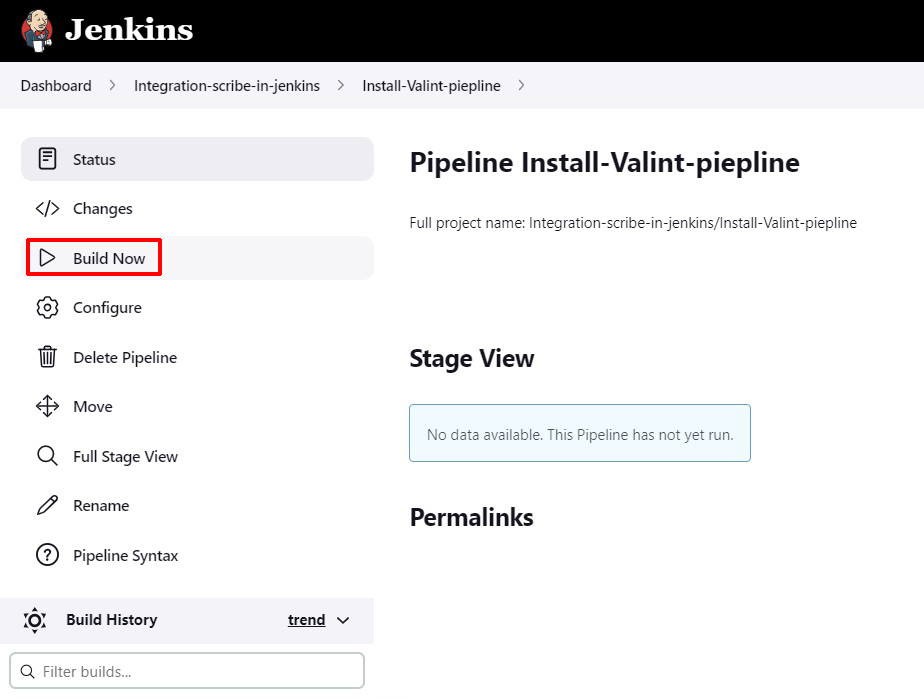 Jenkins
Dashboard > Integration-scribe-in-jenkins > Install-Valint-piepline >
Status
Changes
Build Now
Configure
Delete Pipeline
Move
Full Stage View
Rename
Pipeline Syntax
Build History trend
Filter builds...
Pipeline Install-Valint-piepline
Full project name: Integration-scribe-in-jenkins/Install-Valint-piepline
Stage View
No data available. This Pipeline has not yet run.
Permalinks